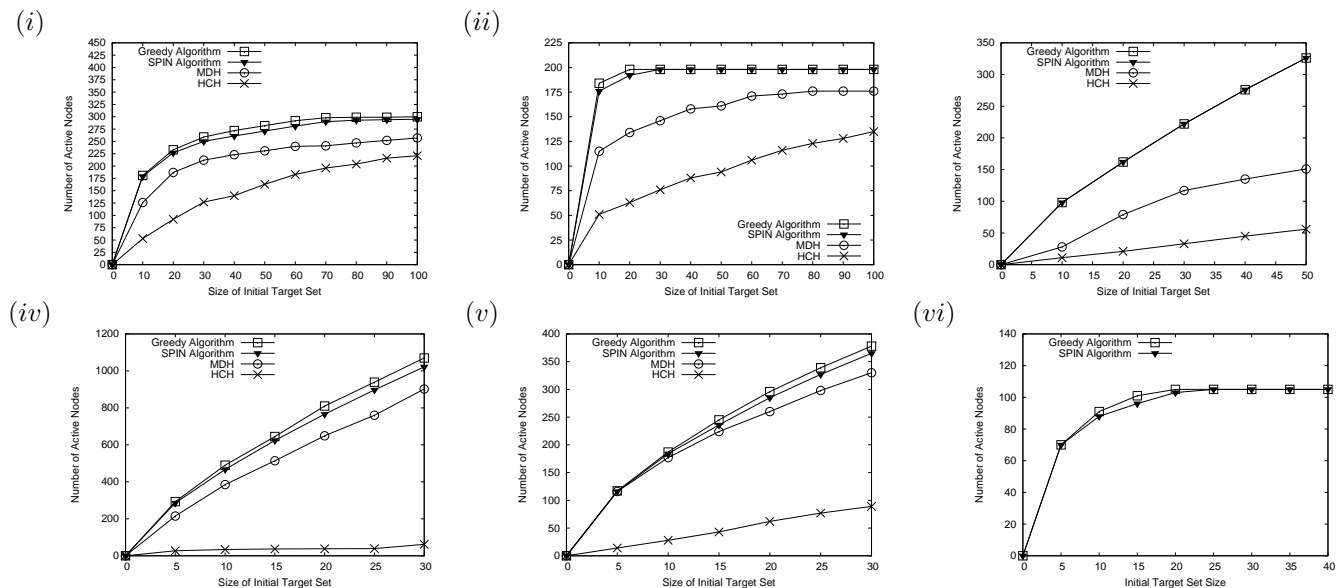 (i)
Number of Active Nodes
450
425
400
375
350
325
300
275
250
225
200
175
150
125
100
75
50
25
0
Greedy Algorithm
SPIN Algorithm
MDH
HCH
0 10 20 30 40 50 60 70 80 90 100
Size of Initial Target Set
(ii)
Number of Active Nodes
225
200
175
150
125
100
75
50
25
0
Greedy Algorithm
SPIN Algorithm
MDH
HCH
0 10 20 30 40 50 60 70 80 90 100
Size of Initial Target Set
Number of Active Nodes
350
300
250
200
150
100
50
0
Greedy Algorithm
SPIN Algorithm
MDH
HCH
0 5 10 15 20 25 30 35 40 45 50
Size of Initial Target Set
(iv)
Number of Active Nodes
1200
1000
800
600
400
200
0
Greedy Algorithm
SPIN Algorithm
MDH
HCH
0 5 10 15 20 25 30
Size of Initial Target Set
(v)
Number of Active Nodes
400
350
300
250
200
150
100
50
0
Greedy Algorithm
SPIN Algorithm
MDH
HCH
0 5 10 15 20 25 30
Size of Initial Target Set
(vi)
Number of Active Nodes
140
120
100
80
60
40
20
0
Greedy Algorithm
SPIN Algorithm
0 5 10 15 20 25 30 35 40
Initial Target Set Size